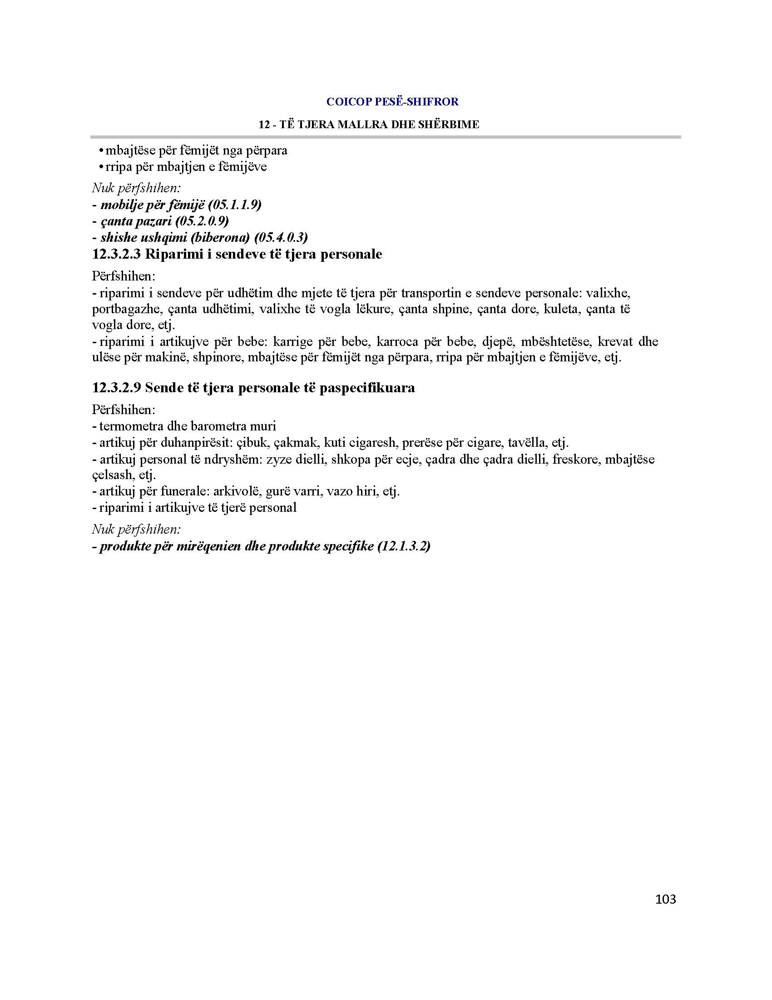 COICOP PESË-SHIFROR
12 - TË TJERA MALLRA DHE SHËRBIME
• mbajtëse për fëmijët nga përpara
• rripa për mbajtjen e fëmijëve
Nuk përfshihen:
- mobilje për fëmijë (05.1.1.9)
- çanta pazari (05.2.0.9)
- shishe ushqimi (biberona) (05.4.0.3)
12.3.2.3 Riparimi i sendeve të tjera personale
Përfshihen:
- riparimi i sendeve për udhëtim dhe mjete të tjera për transportin e sendeve personale: valixhe,
portbagazhe, çanta udhëtimi, valixhe të vogla lëkure, çanta shpine, çanta dore, kuleta, çanta të
vogla dore, etj.
- riparimi i artikujve për bebe: karrige për bebe, karroca për bebe, djepë, mbështetëse, krevat dhe
ulëse për makinë, shpinore, mbajtëse për fëmijët nga përpara, rripa për mbajtjen e fëmijëve, etj.
12.3.2.9 Sende të tjera personale të paspecifikuara
Përfshihen:
- termometra dhe barometra muri
- artikuj për duhanpirësit: çibuk, çakmak, kuti cigaresh, prerëse për cigare, tavëlla, etj.
- artikuj personal të ndryshëm: zyze dielli, shkopa për ecje, çadra dhe çadra dielli, freskore, mbajtëse
çelsash, etj.
- artikuj për funerale: arkivolë, gurë varri, vazo hiri, etj.
- riparimi i artikujve të tjerë personal
Nuk përfshihen:
- produkte për mirëqenien dhe produkte specifike (12.1.3.2)
103